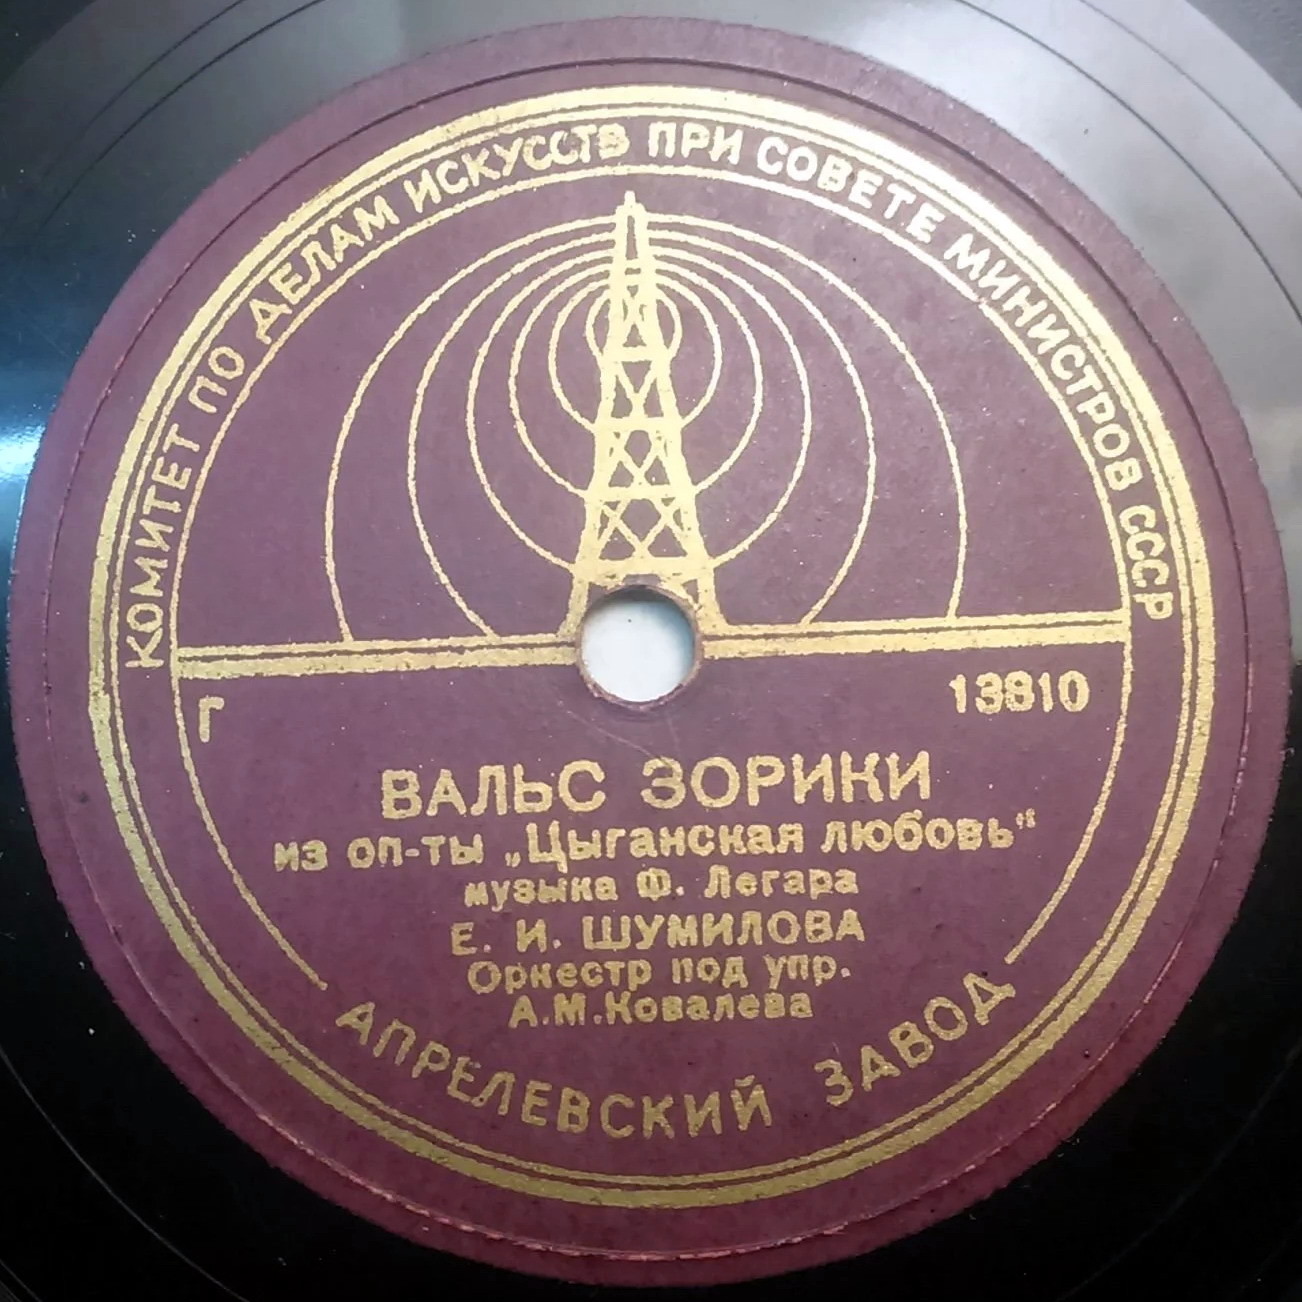 КОМИТЕТ ПО ДЕЛАМ ИСКУССТВ ПРИ СОВЕТЕ МИНИСТРОВ СССР
Г 13810
ВАЛЬС ЗОРИКИ
из оп-ты „Цыганская любовь“
музыка Ф. Легара
Е. И. ШУМИЛОВА
Оркестр под упр.
А.М.Ковалева
АПРЕЛЕВСКИЙ ЗАВОД